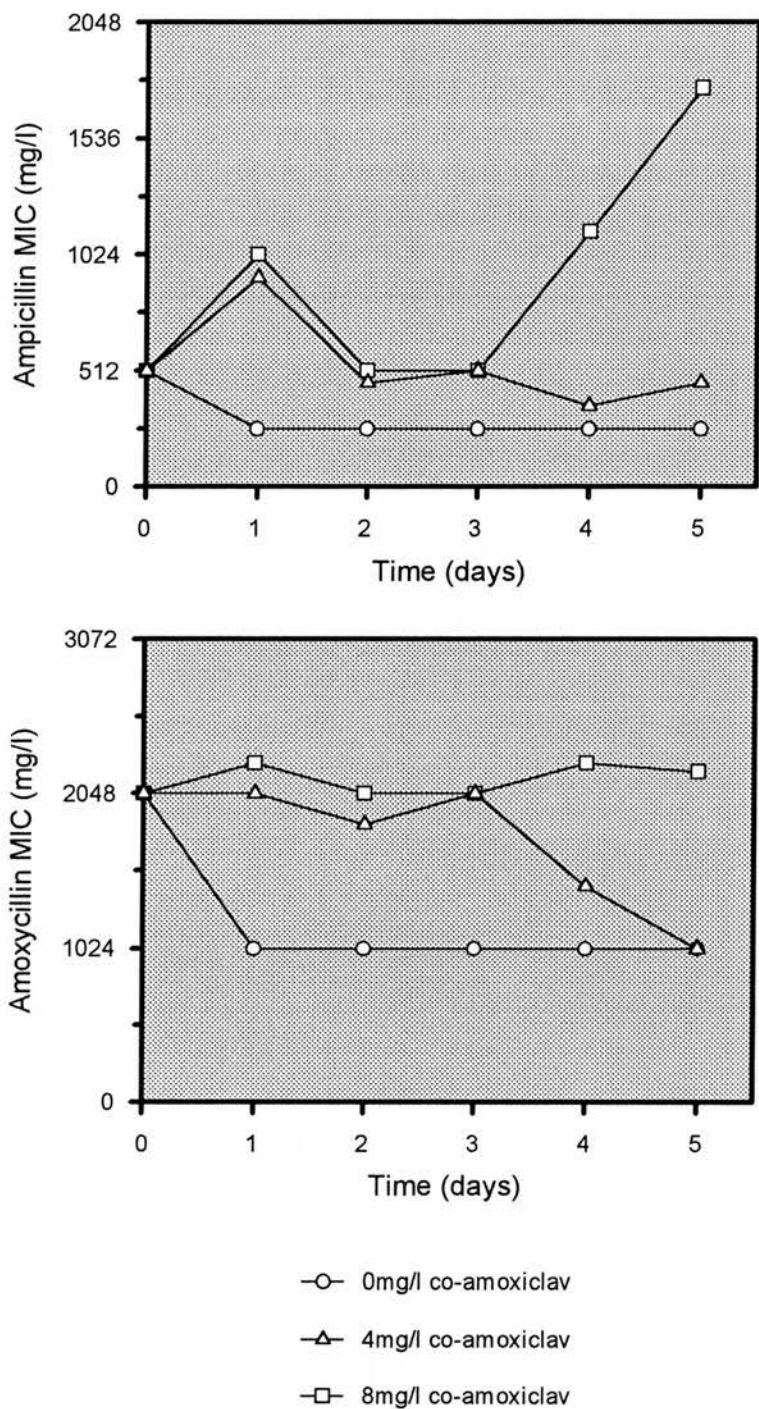 2048
1536
1024
512
0
Ampicillin MIC (mg/l)
0 1 2 3 4 5
Time (days)
3072
2048
1024
0
Amoxycillin MIC (mg/l)
0 1 2 3 4 5
Time (days)
0mg/l co-amoxiclav
4mg/l co-amoxiclav
8mg/l co-amoxiclav